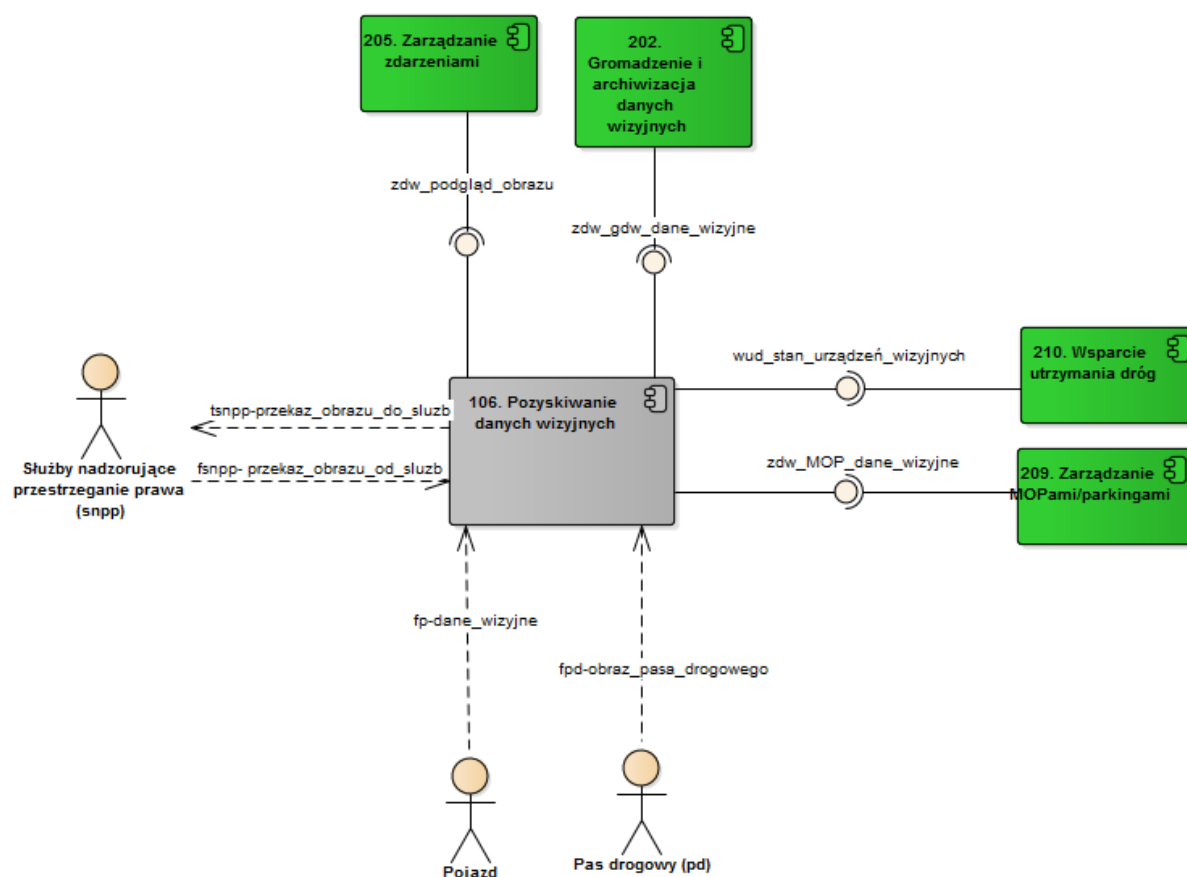 205. Zarządzanie
zdarzeniami
202.
Gromadzenie i
archiwizacja
danych
wizyjnych
zdw_podgląd_obrazu
zdw_gdw_dane_wizyjne
wud_stan_urządzeń_wizyjnych
210. Wsparcie
utrzymania dróg
106. Pozyskiwanie
danych wizyjnych
tsnpp-przekaz_obrazu_do_sluzb
Służby nadzorujące
przestrzeganie prawa
(snpp)
fsnpp- przekaz_obrazu_od_sluzb
zdw_MOP_dane_wizyjne
209. Zarządzanie
MOPami/parkingami
fp-dane_wizyjne
fpd-obraz_pasa_drogowego
Pojazd
Pas drogowy (pd)